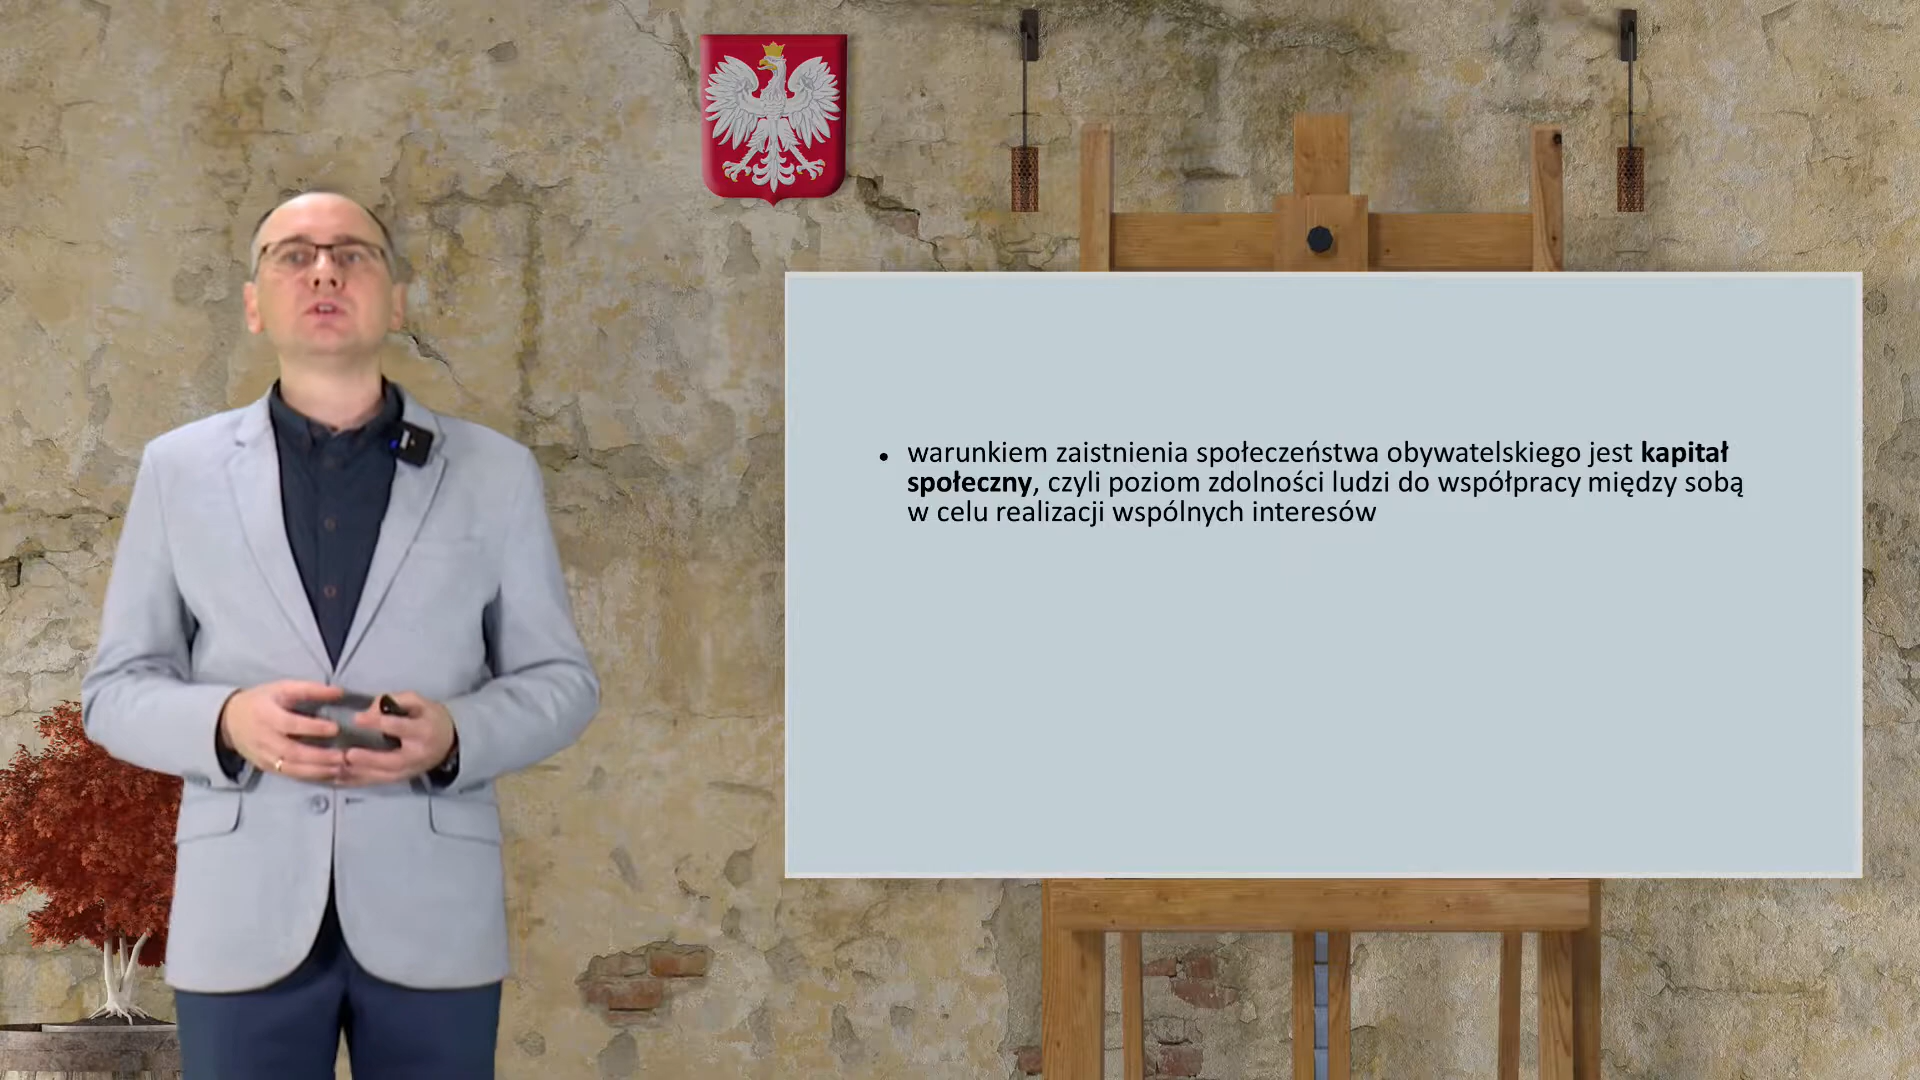 • warunkiem zaistnienia społeczeństwa obywatelskiego jest kapitał
społeczny, czyli poziom zdolności ludzi do współpracy między sobą
w celu realizacji wspólnych interesów